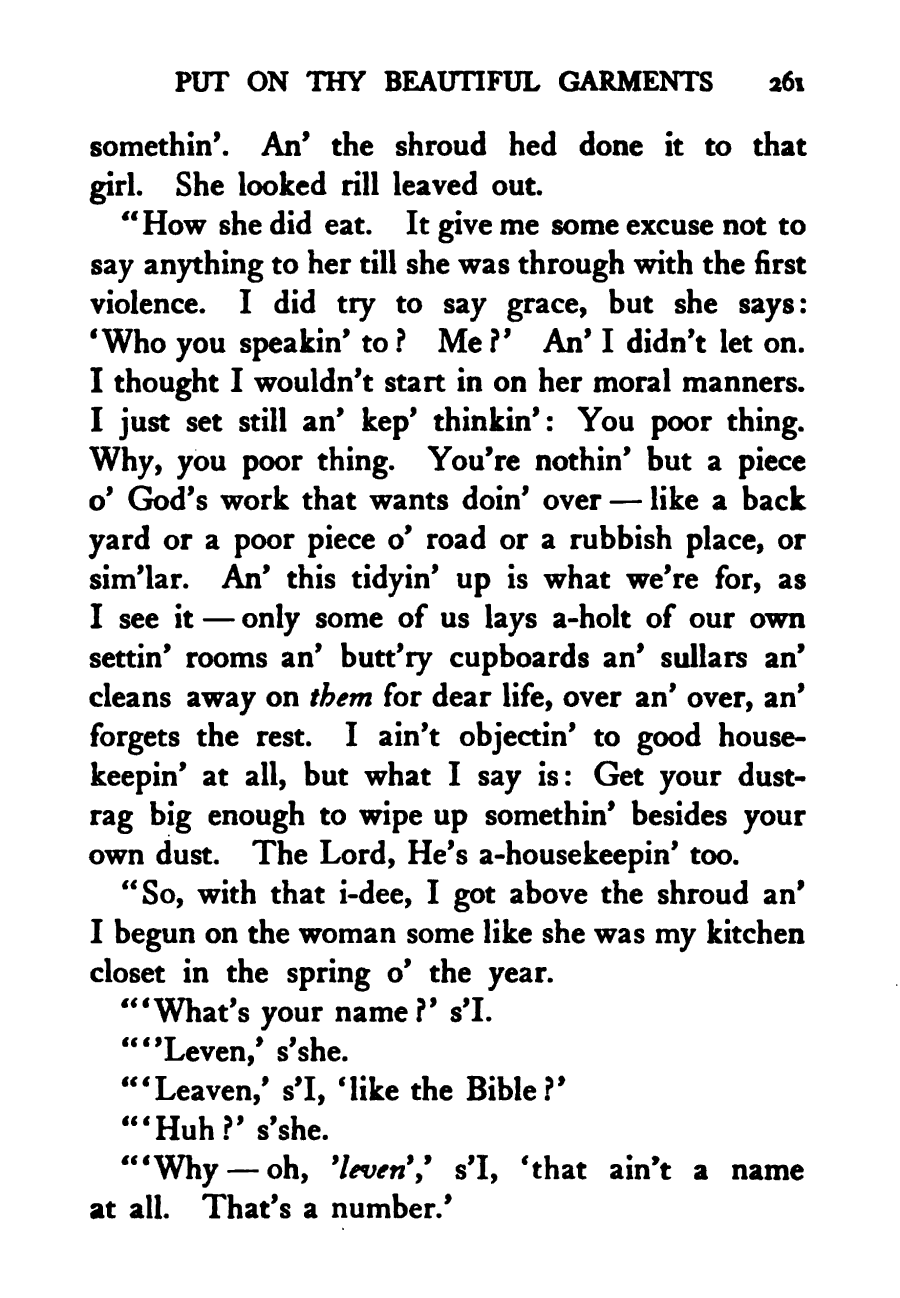 PUT ON THY BEAUTIFUL GARMENTS 261
somethin’. An’ the shroud hed done it to that
girl. She looked rill leaved out.
“How she did eat. It give me some excuse not to
say anything to her till she was through with the first
violence. I did try to say grace, but she says:
‘Who you speakin’ to? Me?’ An’ I didn’t let on.
I thought I wouldn’t start in on her moral manners.
I just set still an’ kep’ thinkin’: You poor thing.
Why, you poor thing. You’re nothin’ but a piece
o’ God’s work that wants doin’ over — like a back
yard or a poor piece o’ road or a rubbish place, or
sim’lar. An’ this tidyin’ up is what we’re for, as
I see it — only some of us lays a-holt of our own
settin’ rooms an’ butt’ry cupboards an’ sullars an’
cleans away on them for dear life, over an’ over, an’
forgets the rest. I ain’t objectin’ to good house-
keepin’ at all, but what I say is: Get your dust-
rag big enough to wipe up somethin’ besides your
own dust. The Lord, He’s a-housekeepin’ too.
“So, with that i-dee, I got above the shroud an’
I begun on the woman some like she was my kitchen
closet in the spring o’ the year.
“‘What’s your name?’ s’I.
“‘’Leven,’ s’she.
“‘Leaven,’ s’I, ‘like the Bible?’
“‘Huh?’ s’she.
“‘Why — oh, ’leven’,’ s’I, ‘that ain’t a name
at all. That’s a number.’